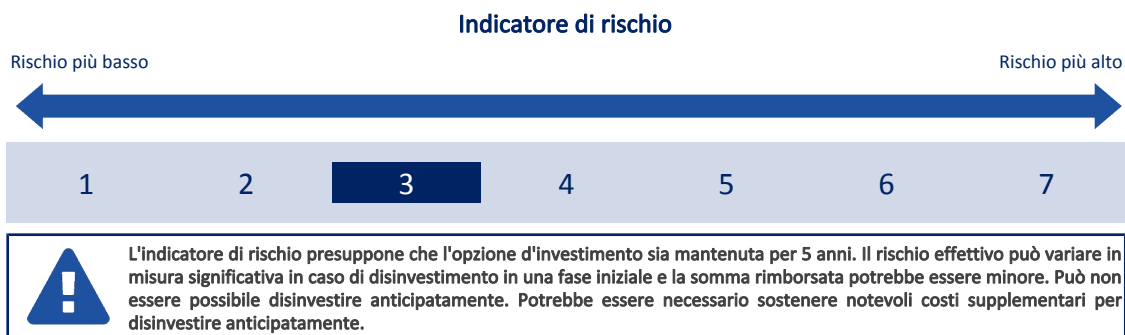 Indicatore di rischio
Rischio più basso
Rischio più alto
1 2 3 4 5 6 7
L'indicatore di rischio presuppone che l'opzione d'investimento sia mantenuta per 5 anni. Il rischio effettivo può variare in
misura significativa in caso di disinvestimento in una fase iniziale e la somma rimborsata potrebbe essere minore. Può non
essere possibile disinvestire anticipatamente. Potrebbe essere necessario sostenere notevoli costi supplementari per
disinvestire anticipatamente.